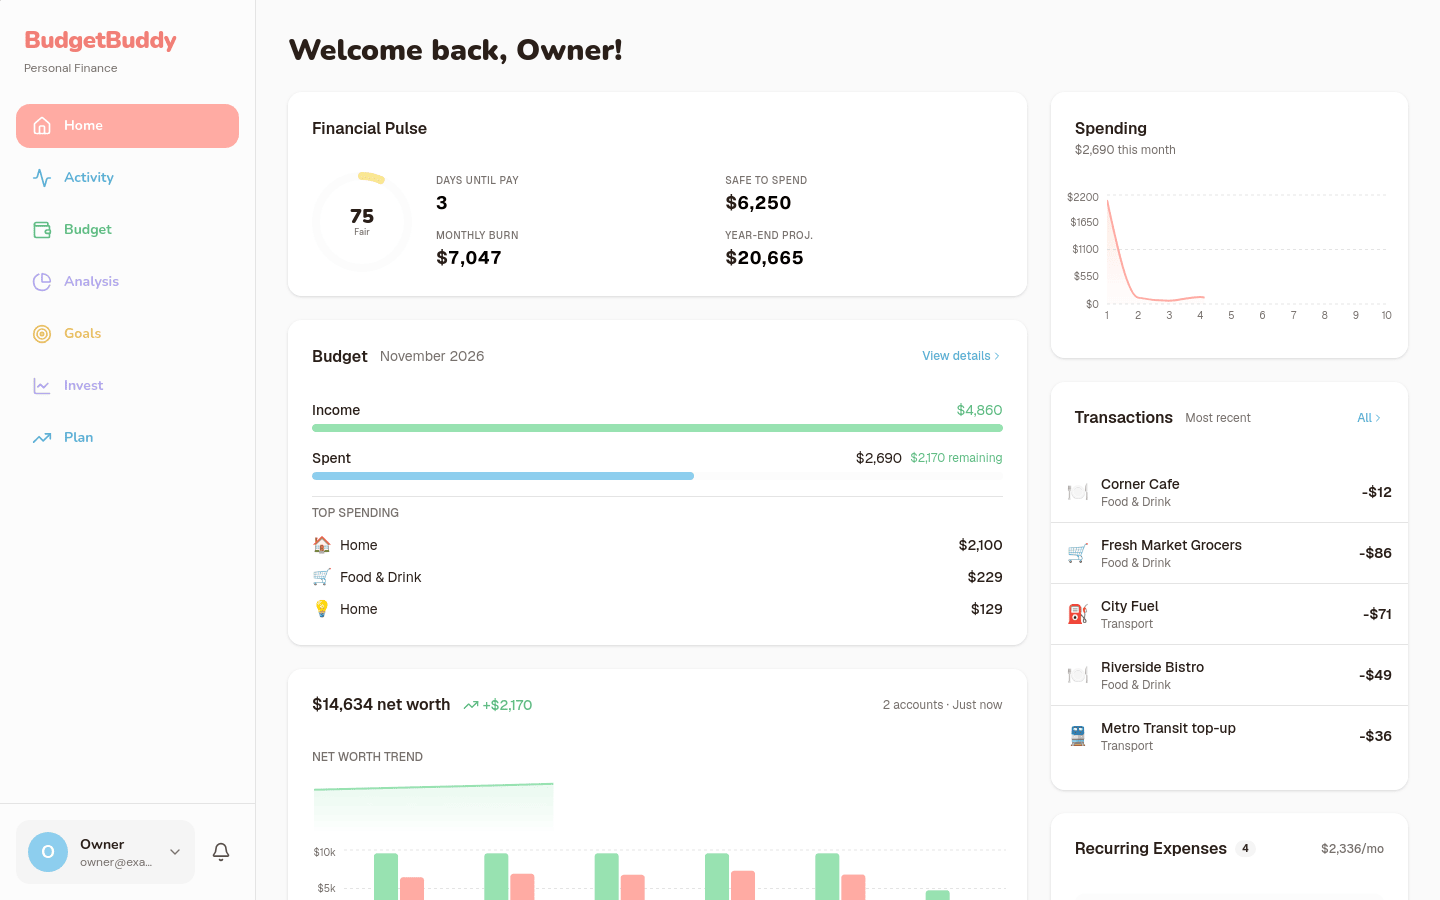 BudgetBuddy
Personal Finance
Home
Activity
Budget
Analysis
Goals
Invest
Plan
O
Owner
owner@exa…
Welcome back, Owner!
Financial Pulse
75
Fair
DAYS UNTIL PAY
3
SAFE TO SPEND
$6,250
MONTHLY BURN
$7,047
YEAR-END PROJ.
$20,665
Budget November 2026 View details
Income $4,860
Spent $2,690 $2,170 remaining
TOP SPENDING
Home $2,100
Food & Drink $229
Home $129
$14,634 net worth +$2,170 2 accounts · Just now
NET WORTH TREND
$10k
$5k
Spending
$2,690 this month
$2200
$1650
$1100
$550
$0
1 2 3 4 5 6 7 8 9 10
Transactions Most recent All
Corner Cafe
Food & Drink
-$12
Fresh Market Grocers
Food & Drink
-$86
City Fuel
Transport
-$71
Riverside Bistro
Food & Drink
-$49
Metro Transit top-up
Transport
-$36
Recurring Expenses 4 $2,336/mo